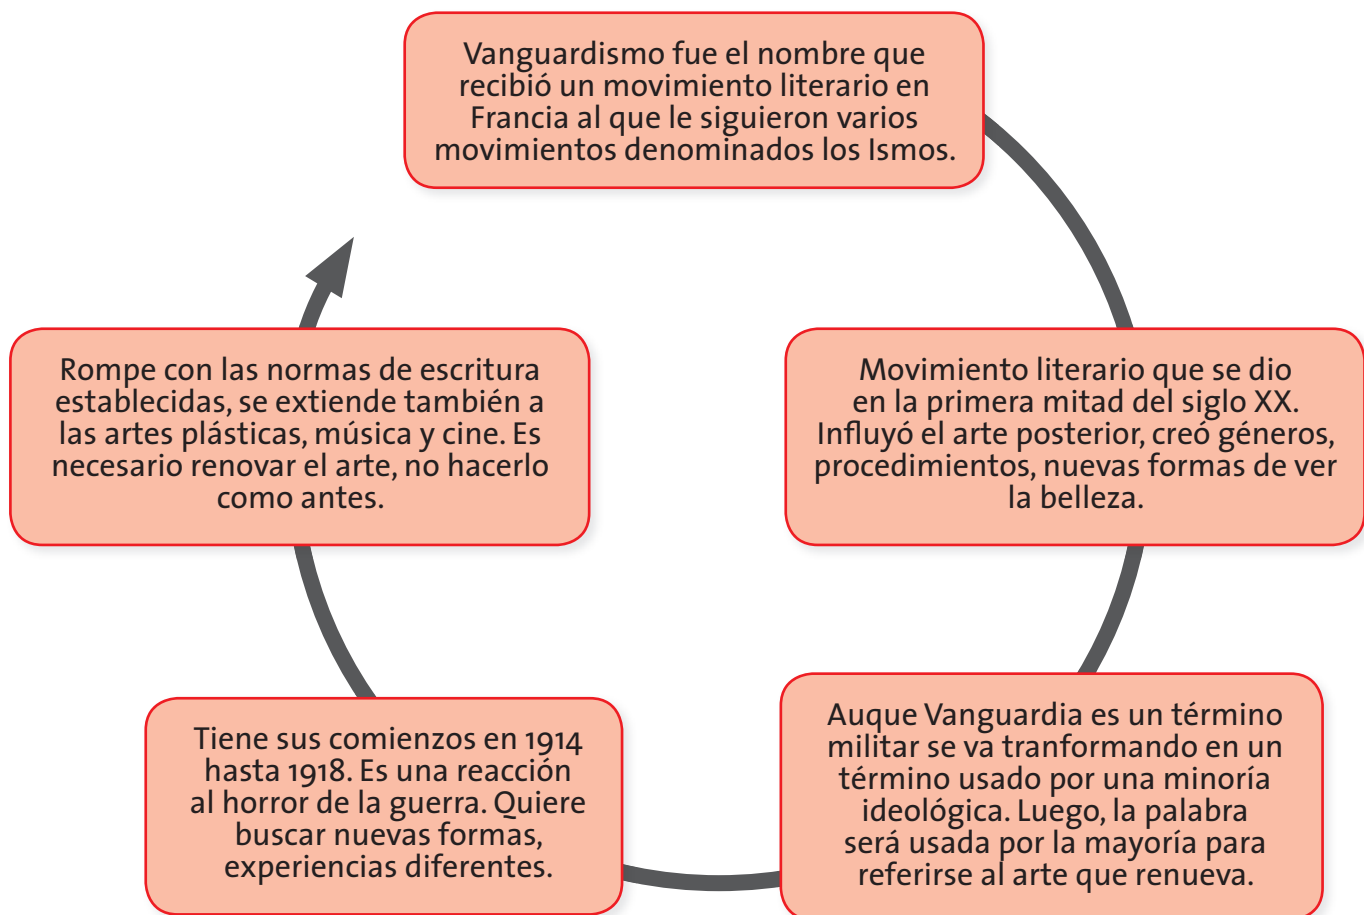 Vanguardismo fue el nombre que
recibió un movimiento literario en
Francia al que le siguieron varios
movimientos denominados los Ismos.
Movimiento literario que se dio
en la primera mitad del siglo XX.
Influyó el arte posterior, creó géneros,
procedimientos, nuevas formas de ver
la belleza.
Auque Vanguardia es un término
militar se va tranformando en un
término usado por una minoría
ideológica. Luego, la palabra
será usada por la mayoría para
referirse al arte que renueva.
Tiene sus comienzos en 1914
hasta 1918. Es una reacción
al horror de la guerra. Quiere
buscar nuevas formas,
experiencias diferentes.
Rompe con las normas de escritura
establecidas, se extiende también a
las artes plásticas, música y cine. Es
necesario renovar el arte, no hacerlo
como antes.